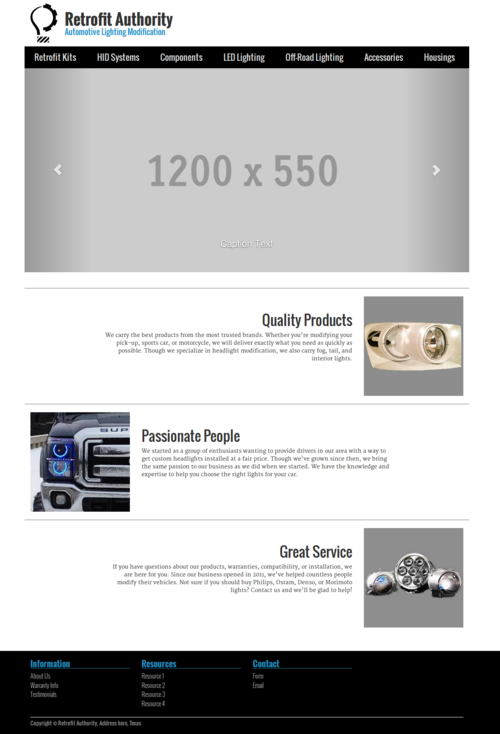 Retrofit Authority
Automotive Lighting Modification
Retrofit Kits HID Systems Components LED Lighting Off-Road Lighting Accessories Housings
1200 x 550
Caption Text
Quality Products
We carry the best products from the most trusted brands. Whether you're modifying your
pick-up, sports car, or motorcycle, we will deliver exactly what you need as quickly as
possible. Though we specialize in headlight modification, we also carry fog, tail, and
interior lights.
SUP
Passionate People
We started as a group of enthusiasts wanting to provide drivers in our area with a way to
get custom headlights installed at a fair price. Though we've grown since then, we bring
the same passion to our business as we did when we started. We have the knowledge and
expertise to help you choose the right lights for your car.
Great Service
If you have questions about our products, warranties, compatibility, or installation, we
are here for you. Since our business opened in 2011, we've helped countless people
modify their vehicles. Not sure if you should buy Philips, Osram, Denso, or Morimoto
lights? Contact us and we'll be glad to help!
Information Resources Contact
About Us Resource 1 Form
Warranty Info Resource 2 Email
Testimonials Resource 3
Resource 4
Copyright © Retrofit Authority, Address here, Texas